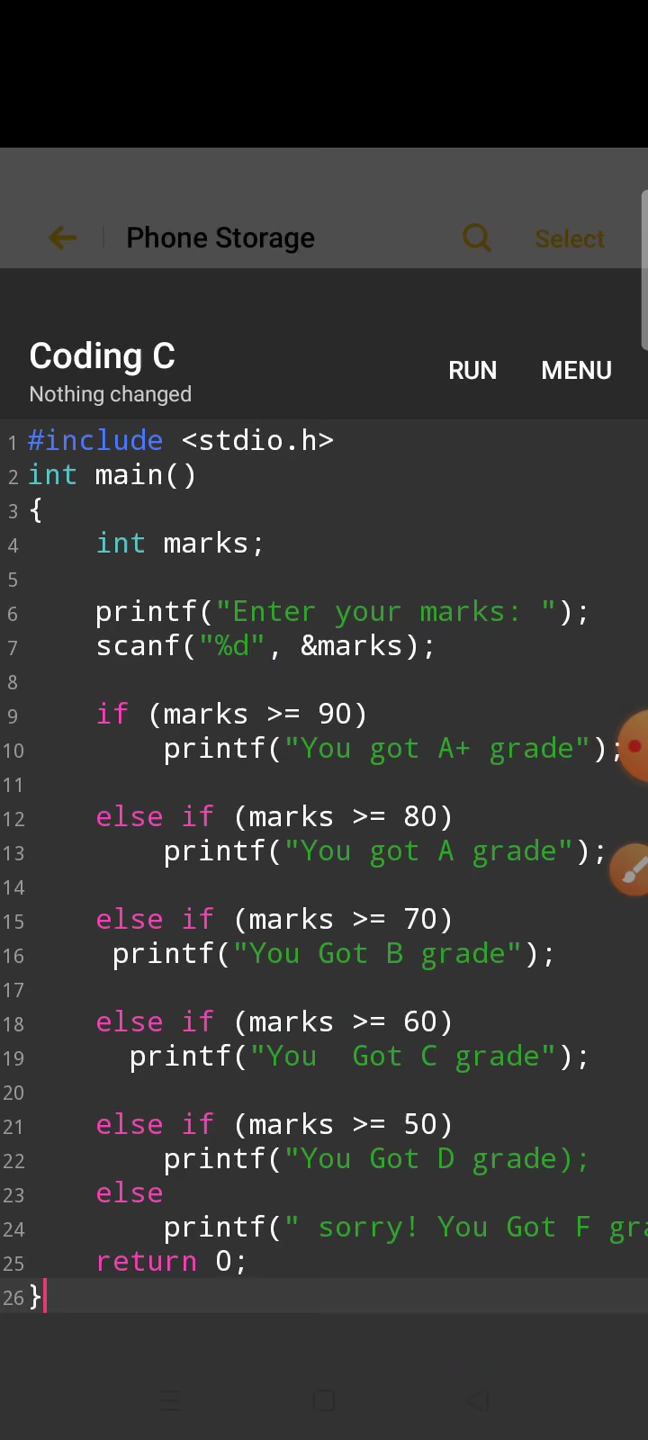 Phone Storage
Select
Coding C
Nothing changed
RUN
MENU
1 #include <stdio.h>
2 int main()
3 {
4     int marks;
5
6     printf("Enter your marks: ");
7     scanf("%d", &marks);
8
9     if (marks >= 90)
10         printf("You got A+ grade");
11
12     else if (marks >= 80)
13         printf("You got A grade");
14
15     else if (marks >= 70)
16      printf("You Got B grade");
17
18     else if (marks >= 60)
19       printf("You  Got C grade");
20
21     else if (marks >= 50)
22         printf("You Got D grade);
23     else
24         printf(" sorry! You Got F gra
25     return 0;
26 }